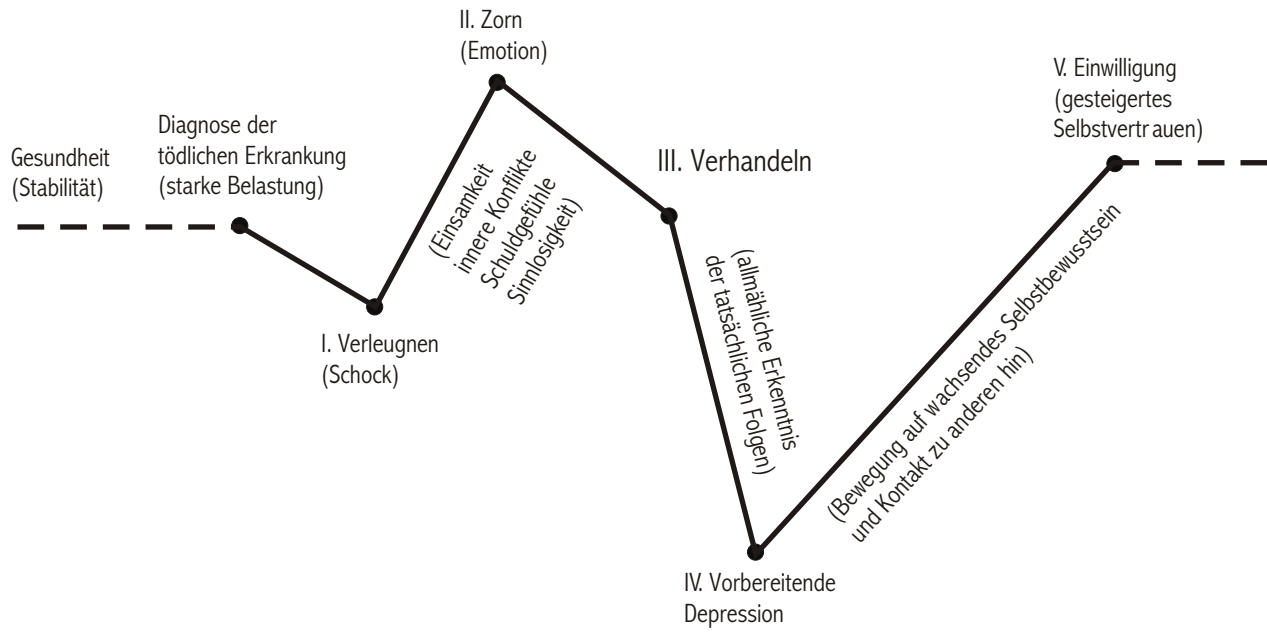 II. Zorn
(Emotion)
V. Einwilligung
(gesteigertes
Selbstvertrauen)
Diagnose der
tödlichen Erkrankung
(starke Belastung)
Gesundheit
(Stabilität)
III. Verhandeln
(Einsamkeit
innere Konflikte
Schuldgefühle
Sinnlosigkeit)
(allmähliche Erkenntnis
der tatsächlichen Folgen)
(Bewegung auf wachsendes Selbstbewusstsein
und Kontakt zu anderen hin)
I. Verleugnen
(Schock)
IV. Vorbereitende
Depression